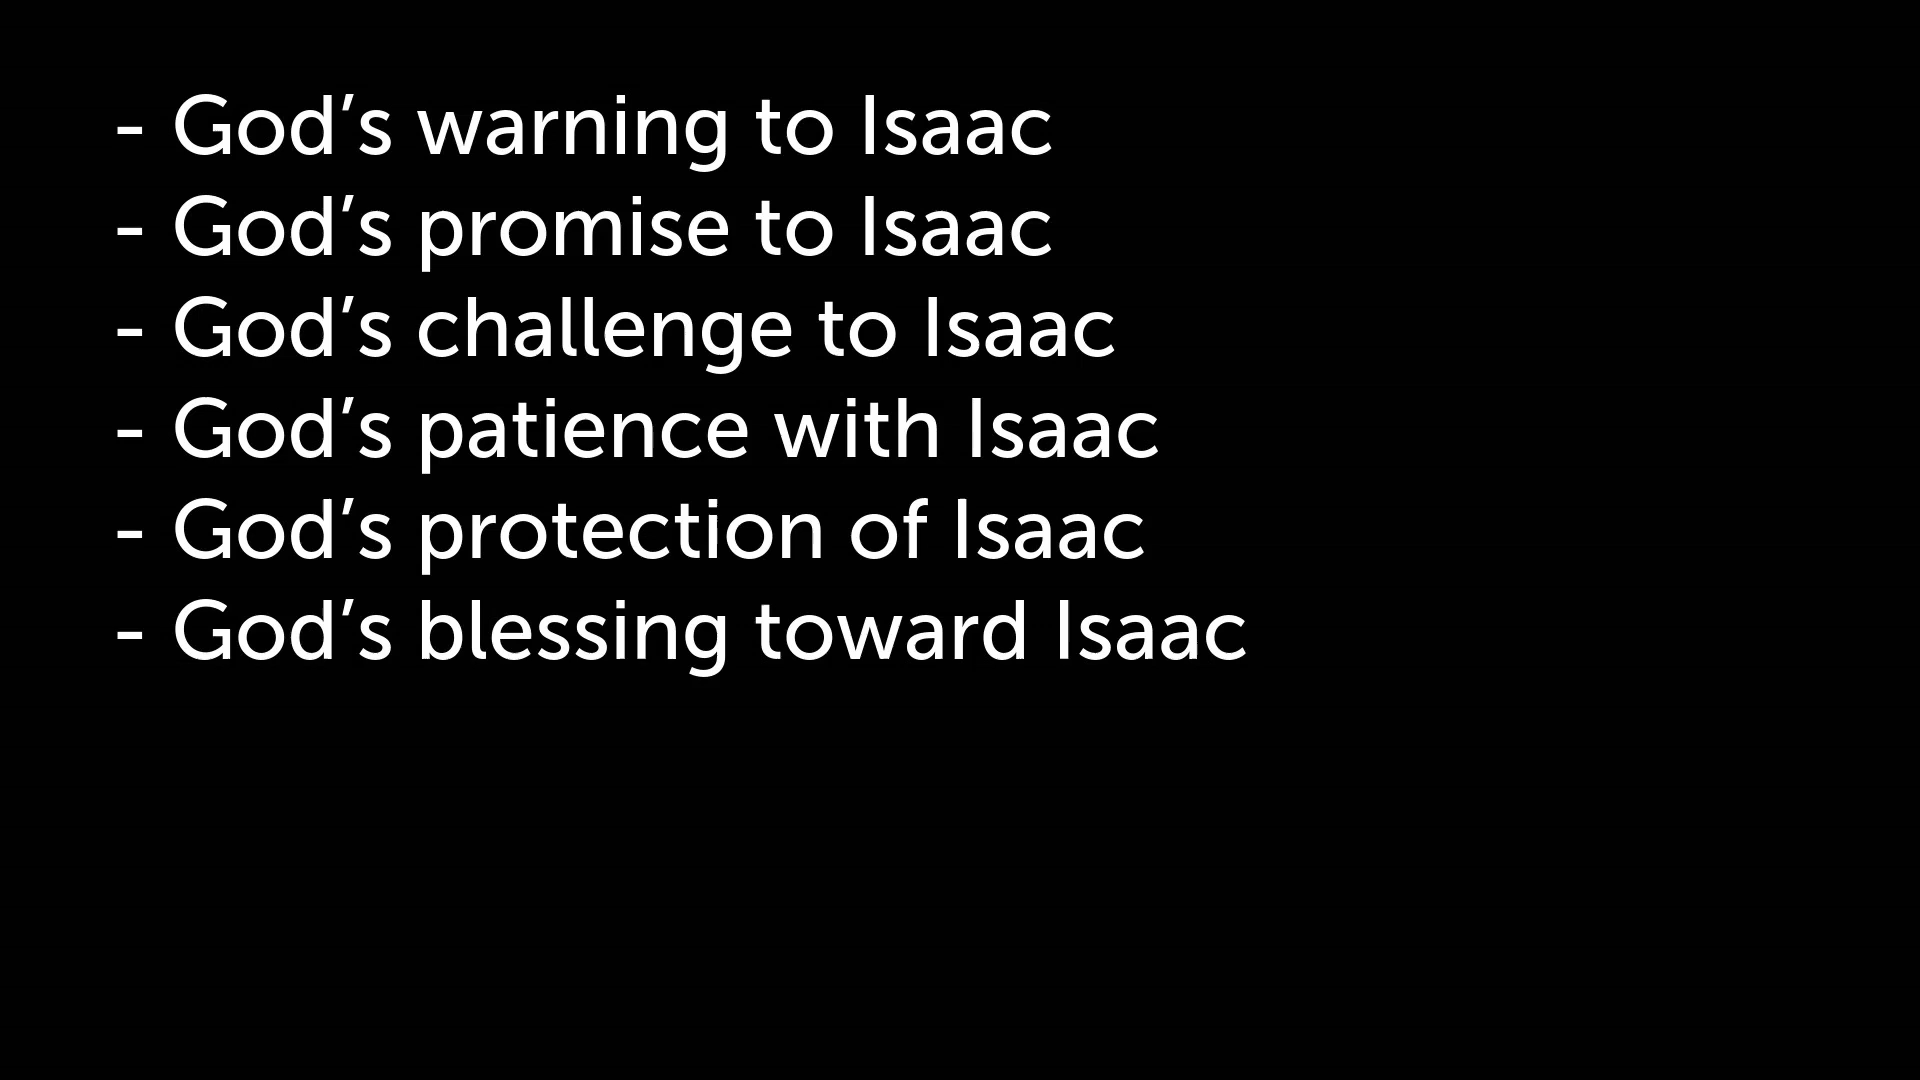 - God’s warning to Isaac
- God’s promise to Isaac
- God’s challenge to Isaac
- God’s patience with Isaac
- God’s protection of Isaac
- God’s blessing toward Isaac